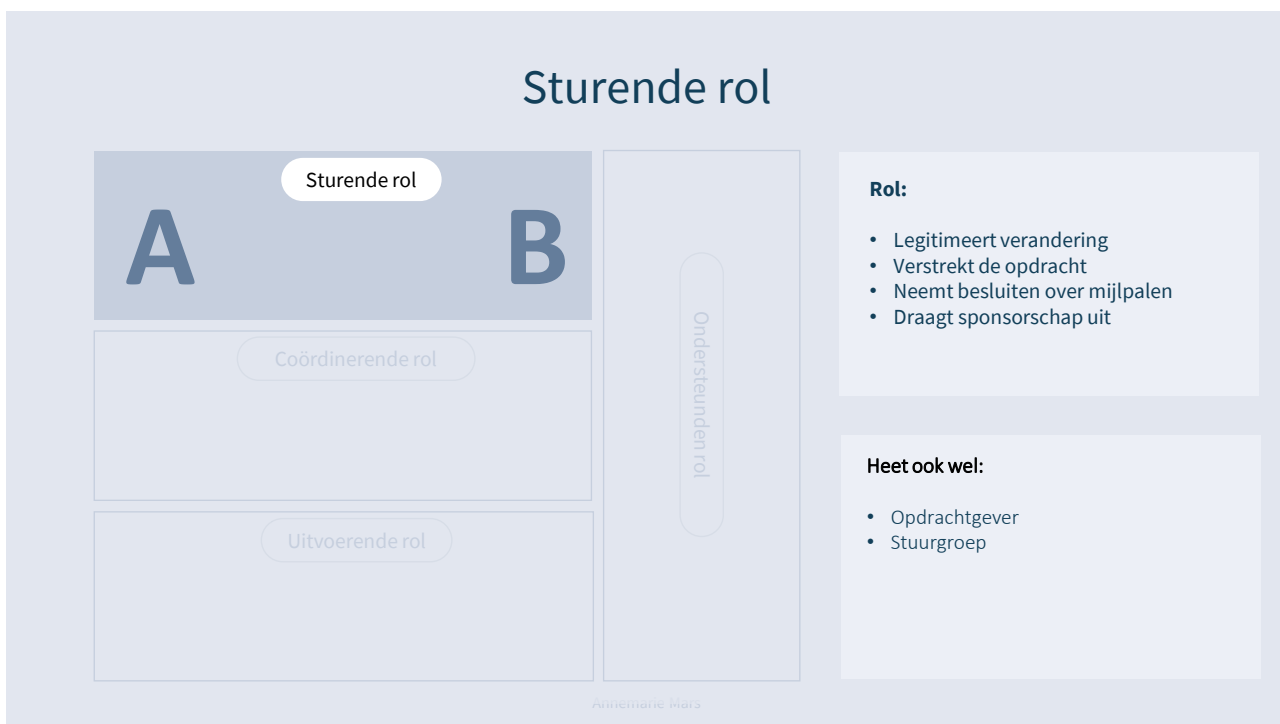 Sturende rol
Sturende rol
A B
Coördinerende rol
Uitvoerende rol
Ondersteunden rol
Rol:
• Legitimeert verandering
• Verstrekt de opdracht
• Neemt besluiten over mijlpalen
• Draagt sponsorschap uit
Heet ook wel:
• Opdrachtgever
• Stuurgroep
Annemarie Mars